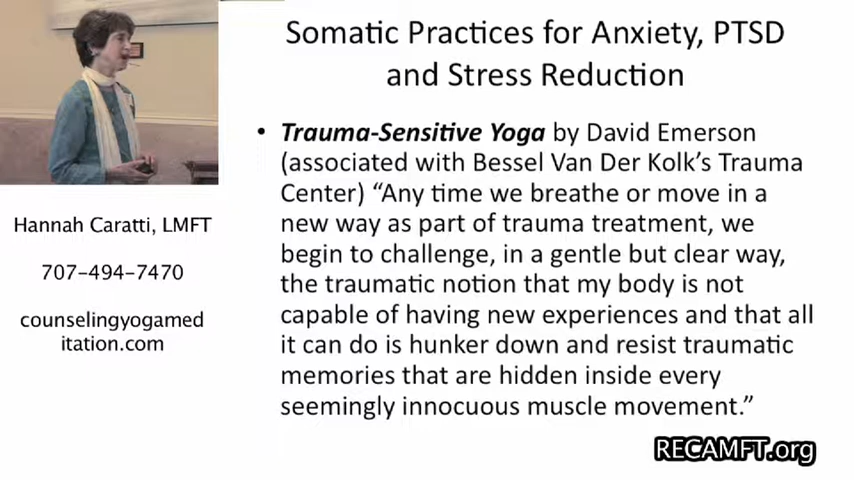 Somatic Practices for Anxiety, PTSD
and Stress Reduction
• Trauma-Sensitive Yoga by David Emerson
(associated with Bessel Van Der Kolk’s Trauma
Center) “Any time we breathe or move in a
new way as part of trauma treatment, we
begin to challenge, in a gentle but clear way,
the traumatic notion that my body is not
capable of having new experiences and that all
it can do is hunker down and resist traumatic
memories that are hidden inside every
seemingly innocuous muscle movement.”
Hannah Caratti, LMFT
707-494-7470
counselingyogamed
itation.com
RECAMFT.org